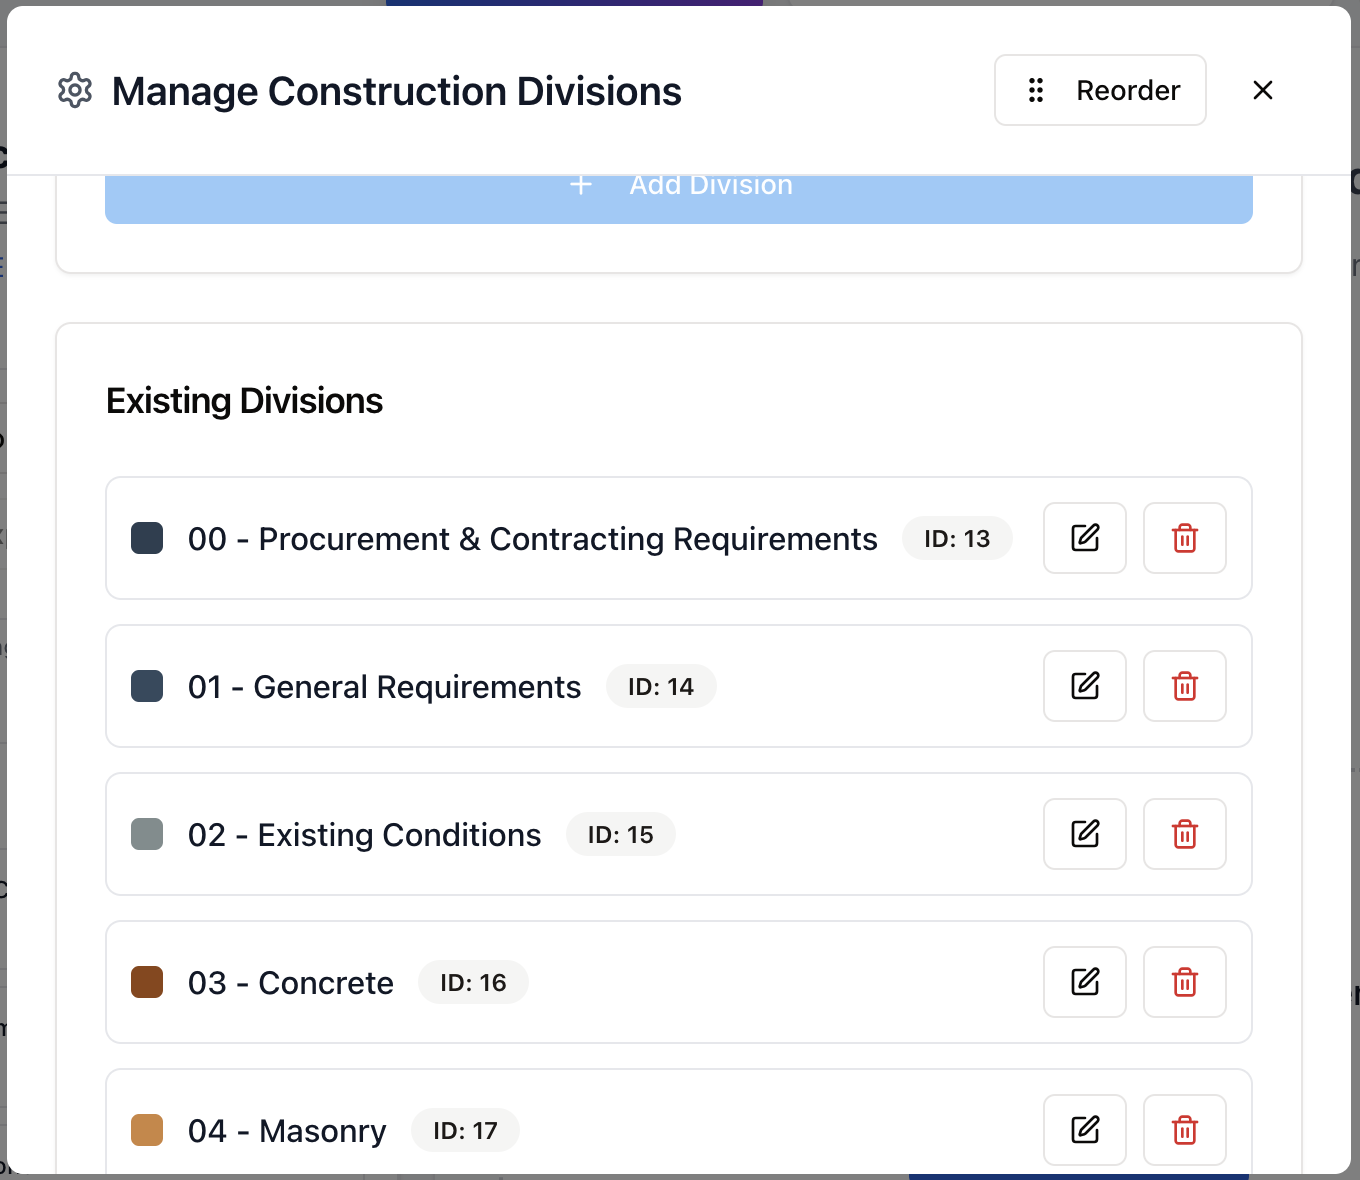 Manage Construction Divisions
Reorder
Add Division
Existing Divisions
00 - Procurement & Contracting Requirements ID: 13
01 - General Requirements ID: 14
02 - Existing Conditions ID: 15
03 - Concrete ID: 16
04 - Masonry ID: 17